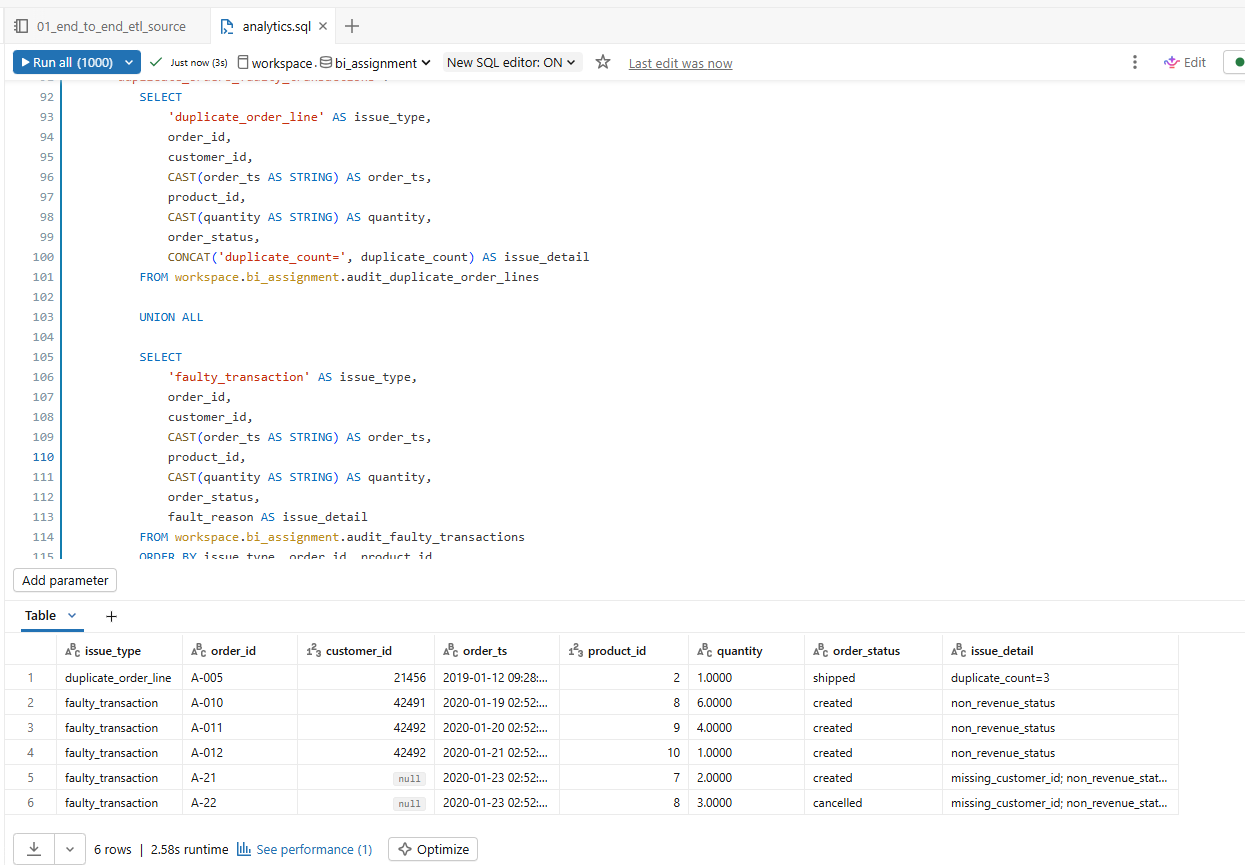 01_end_to_end_etl_source
analytics.sql
Run all (1000)
Just now (3s)
workspace.
bi_assignment
New SQL editor: ON
Last edit was now
Edit
92 SELECT
93 'duplicate_order_line' AS issue_type,
94 order_id,
95 customer_id,
96 CAST(order_ts AS STRING) AS order_ts,
97 product_id,
98 CAST(quantity AS STRING) AS quantity,
99 order_status,
100 CONCAT('duplicate_count=', duplicate_count) AS issue_detail
101 FROM workspace.bi_assignment.audit_duplicate_order_lines
102
103 UNION ALL
104
105 SELECT
106 'faulty_transaction' AS issue_type,
107 order_id,
108 customer_id,
109 CAST(order_ts AS STRING) AS order_ts,
110 product_id,
111 CAST(quantity AS STRING) AS quantity,
112 order_status,
113 fault_reason AS issue_detail
114 FROM workspace.bi_assignment.audit_faulty_transactions
115 ORDER BY issue_type, order_id, product_id
Add parameter
Table
issue_type order_id customer_id order_ts product_id quantity order_status issue_detail
1 duplicate_order_line A-005 21456 2019-01-12 09:28:... 2 1.0000 shipped duplicate_count=3
2 faulty_transaction A-010 42491 2020-01-19 02:52:... 8 6.0000 created non_revenue_status
3 faulty_transaction A-011 42492 2020-01-20 02:52:... 9 4.0000 created non_revenue_status
4 faulty_transaction A-012 42492 2020-01-21 02:52:... 10 1.0000 created non_revenue_status
5 faulty_transaction A-21 null 2020-01-23 02:52:... 7 2.0000 created missing_customer_id; non_revenue_stat...
6 faulty_transaction A-22 null 2020-01-23 02:52:... 8 3.0000 cancelled missing_customer_id; non_revenue_stat...
6 rows | 2.58s runtime
See performance (1)
Optimize